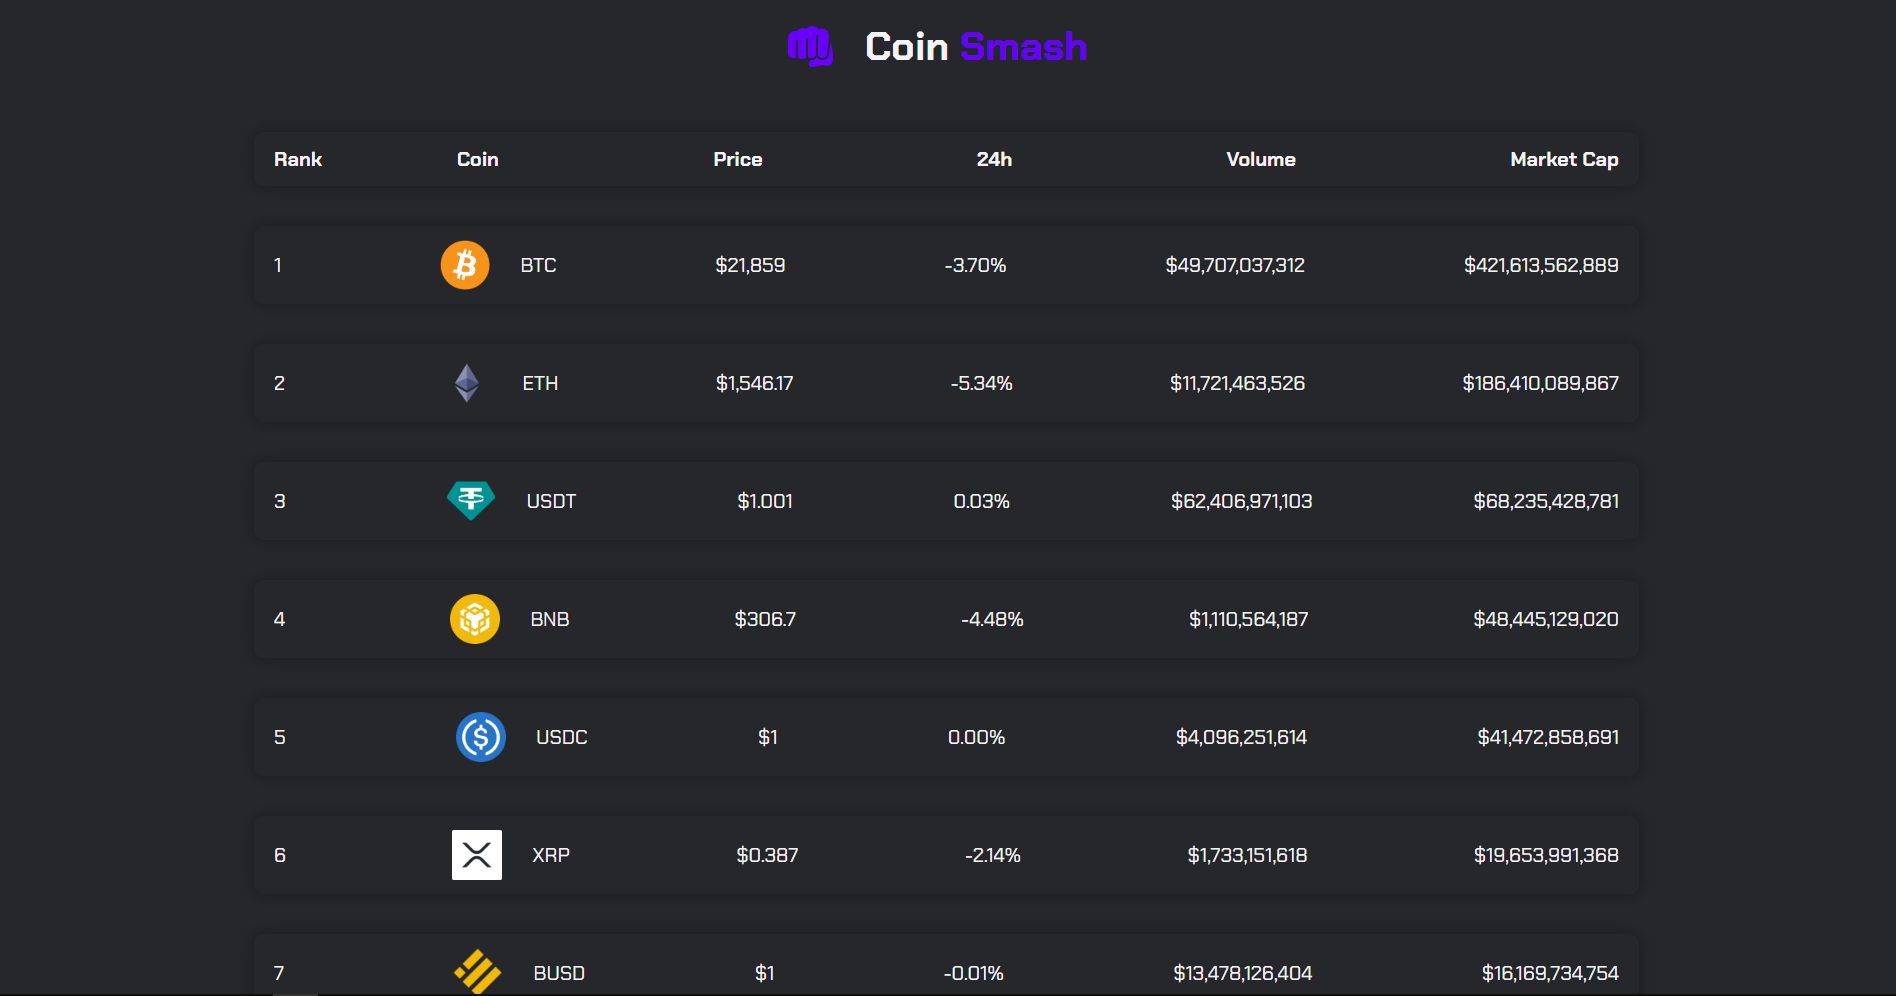 Coin Smash
Rank Coin Price 24h Volume Market Cap
1 BTC $21,859 -3.70% $49,707,037,312 $421,613,562,889
2 ETH $1,546.17 -5.34% $11,721,463,526 $186,410,089,867
3 USDT $1.001 0.03% $62,406,971,103 $68,235,428,781
4 BNB $306.7 -4.48% $1,110,564,187 $48,445,129,020
5 USDC $1 0.00% $4,096,251,614 $41,472,858,691
6 XRP $0.387 -2.14% $1,733,151,618 $19,653,991,368
7 BUSD $1 -0.01% $13,478,126,404 $16,169,734,754